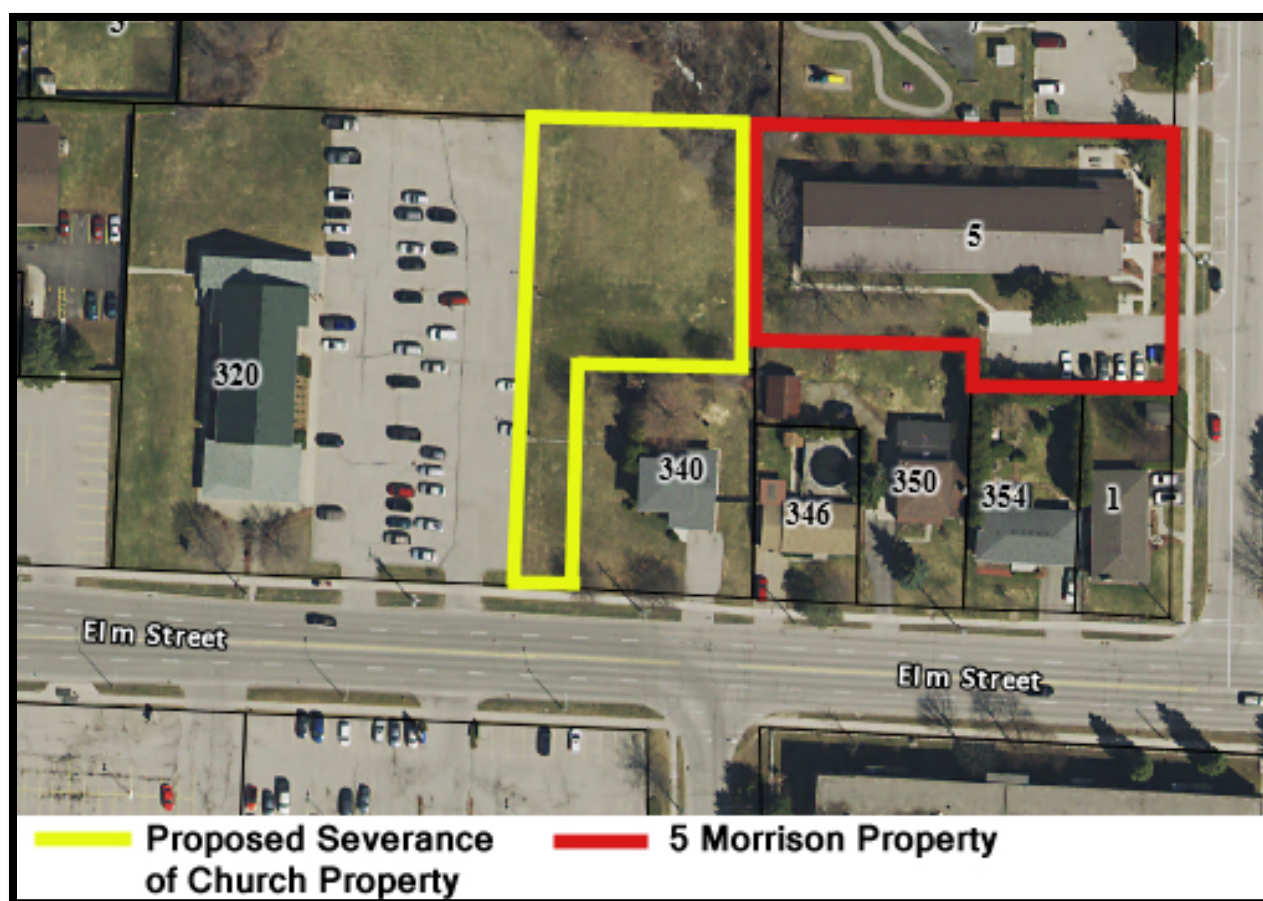 5
320
340
346
350
354
1
Elm Street
Elm Street
Proposed Severance
of Church Property
5 Morrison Property